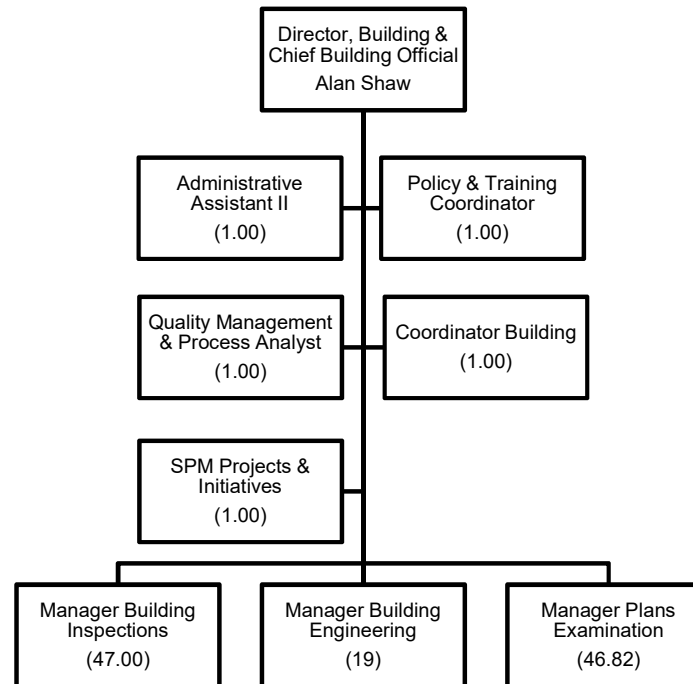 Director, Building &
Chief Building Official
Alan Shaw
Administrative
Assistant II
(1.00)
Policy & Training
Coordinator
(1.00)
Quality Management
& Process Analyst
(1.00)
Coordinator Building
(1.00)
SPM Projects &
Initiatives
(1.00)
Manager Building
Inspections
(47.00)
Manager Building
Engineering
(19)
Manager Plans
Examination
(46.82)